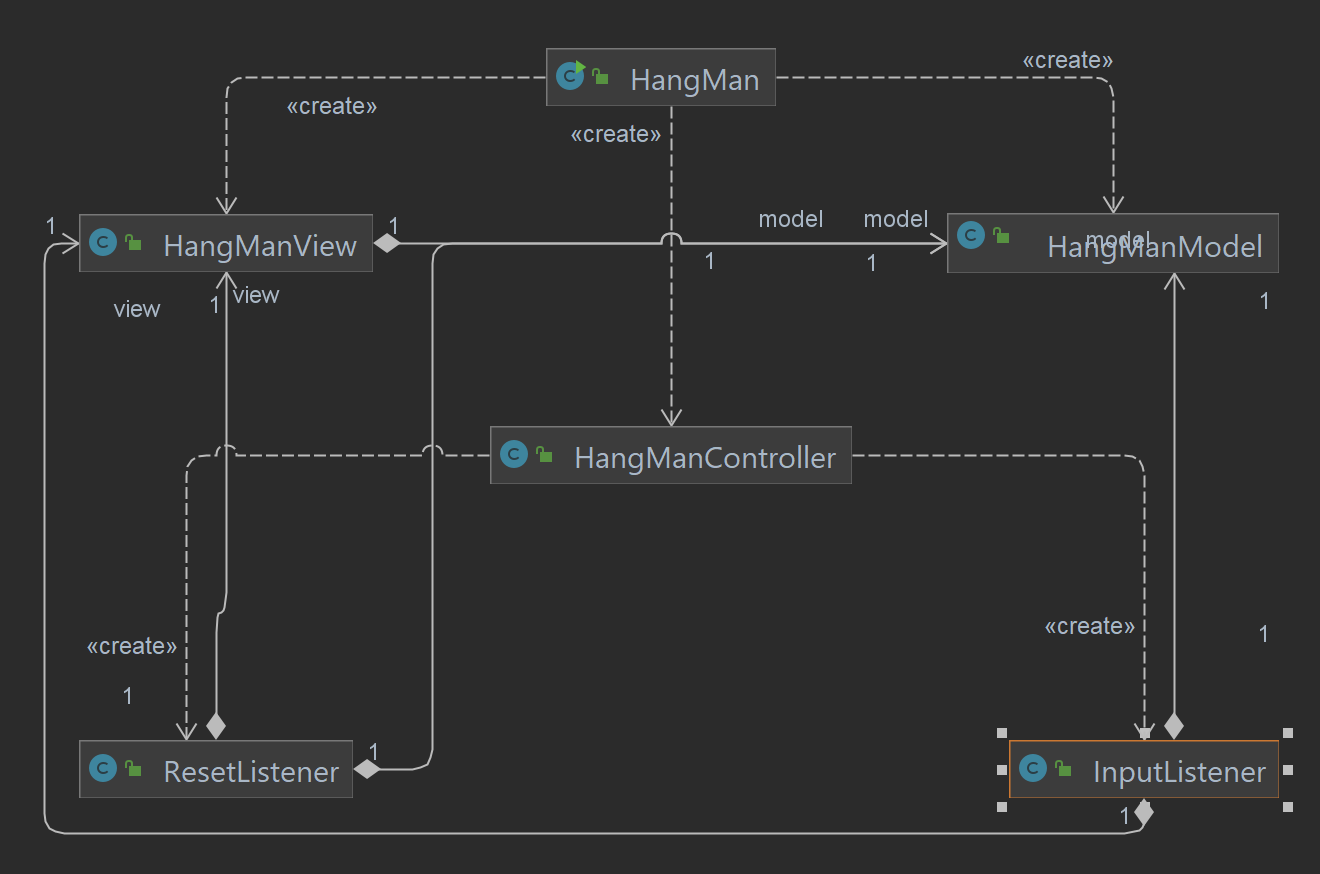 C HangMan
«create»
«create»
«create»
1
C HangManView
1
model
model
1
1
C HangManModel
model
view
1
view
1
C HangManController
«create»
«create»
1
1
C ResetListener
1
C InputListener
1